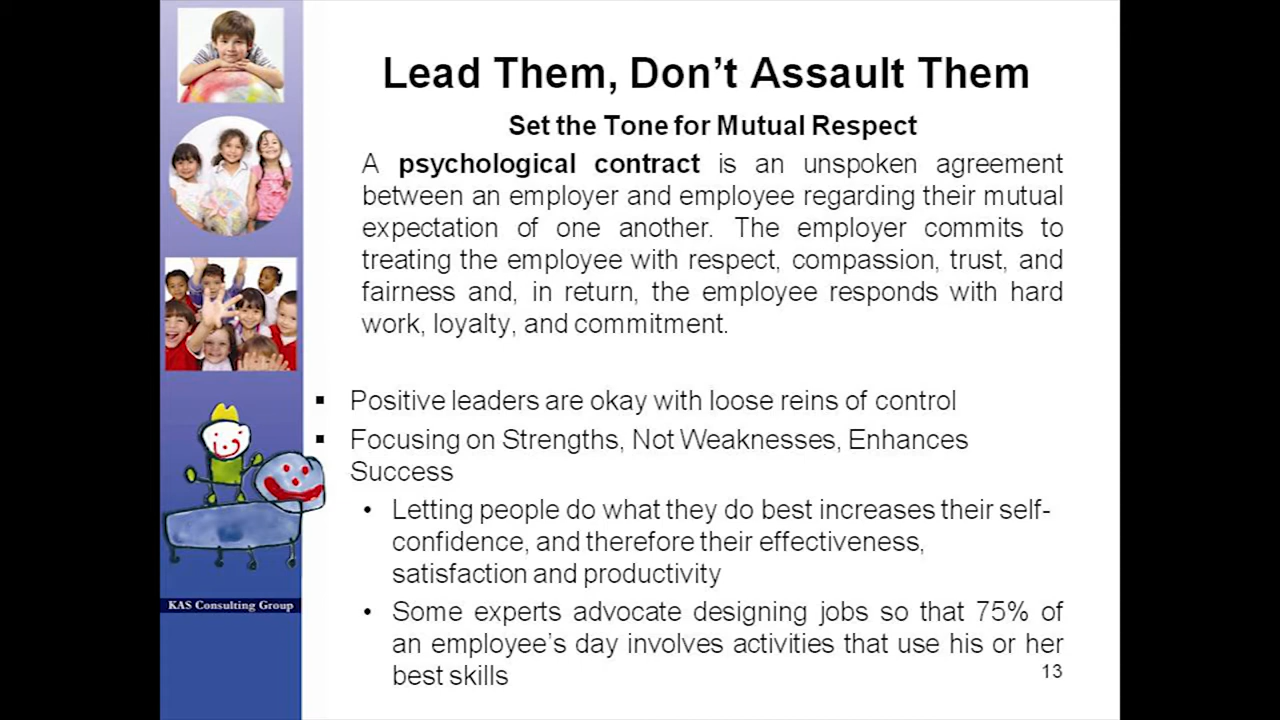 Lead Them, Don’t Assault Them
Set the Tone for Mutual Respect
A psychological contract is an unspoken agreement
between an employer and employee regarding their mutual
expectation of one another. The employer commits to
treating the employee with respect, compassion, trust, and
fairness and, in return, the employee responds with hard
work, loyalty, and commitment.
▪ Positive leaders are okay with loose reins of control
▪ Focusing on Strengths, Not Weaknesses, Enhances
Success
• Letting people do what they do best increases their self-
confidence, and therefore their effectiveness,
satisfaction and productivity
• Some experts advocate designing jobs so that 75% of
an employee’s day involves activities that use his or her
best skills
KAS Consulting Group
13